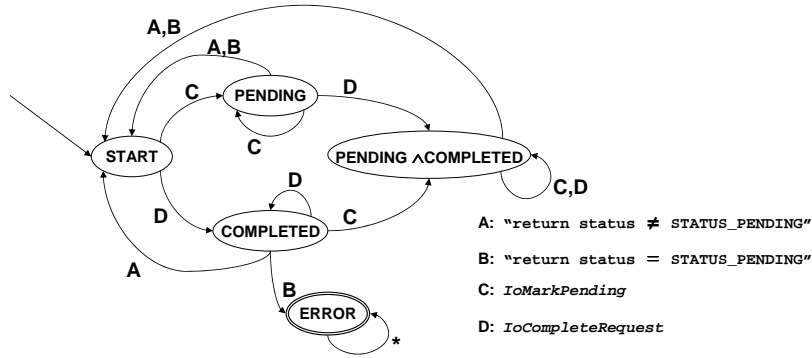 A,B
A,B
C
PENDING
D
C
START
PENDING ∧COMPLETED
D
D
C
C,D
COMPLETED
A
B
ERROR
*
A: "return status ≠ STATUS_PENDING"
B: "return status = STATUS_PENDING"
C: IoMarkPending
D: IoCompleteRequest